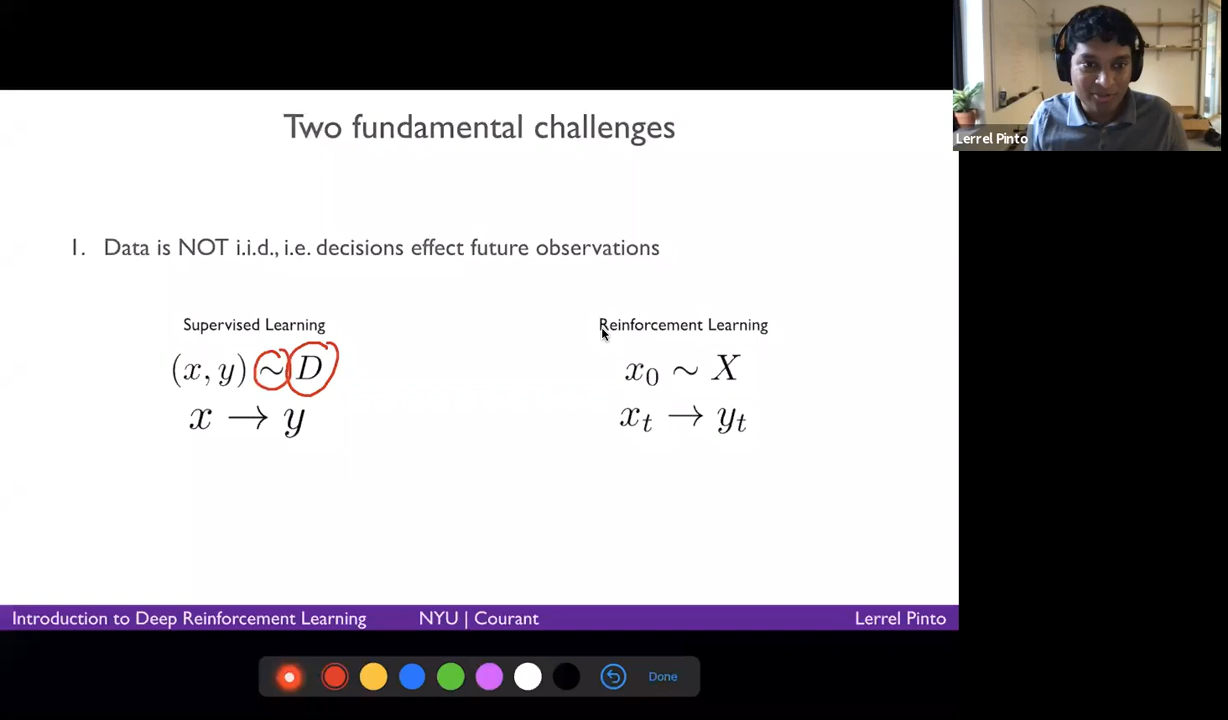 Two fundamental challenges
Lerrel Pinto
1. Data is NOT i.i.d., i.e. decisions effect future observations
Supervised Learning
(x, y) ∼ D
x → y
Reinforcement Learning
x₀ ∼ X
xₜ → yₜ
Introduction to Deep Reinforcement Learning NYU | Courant Lerrel Pinto
Done